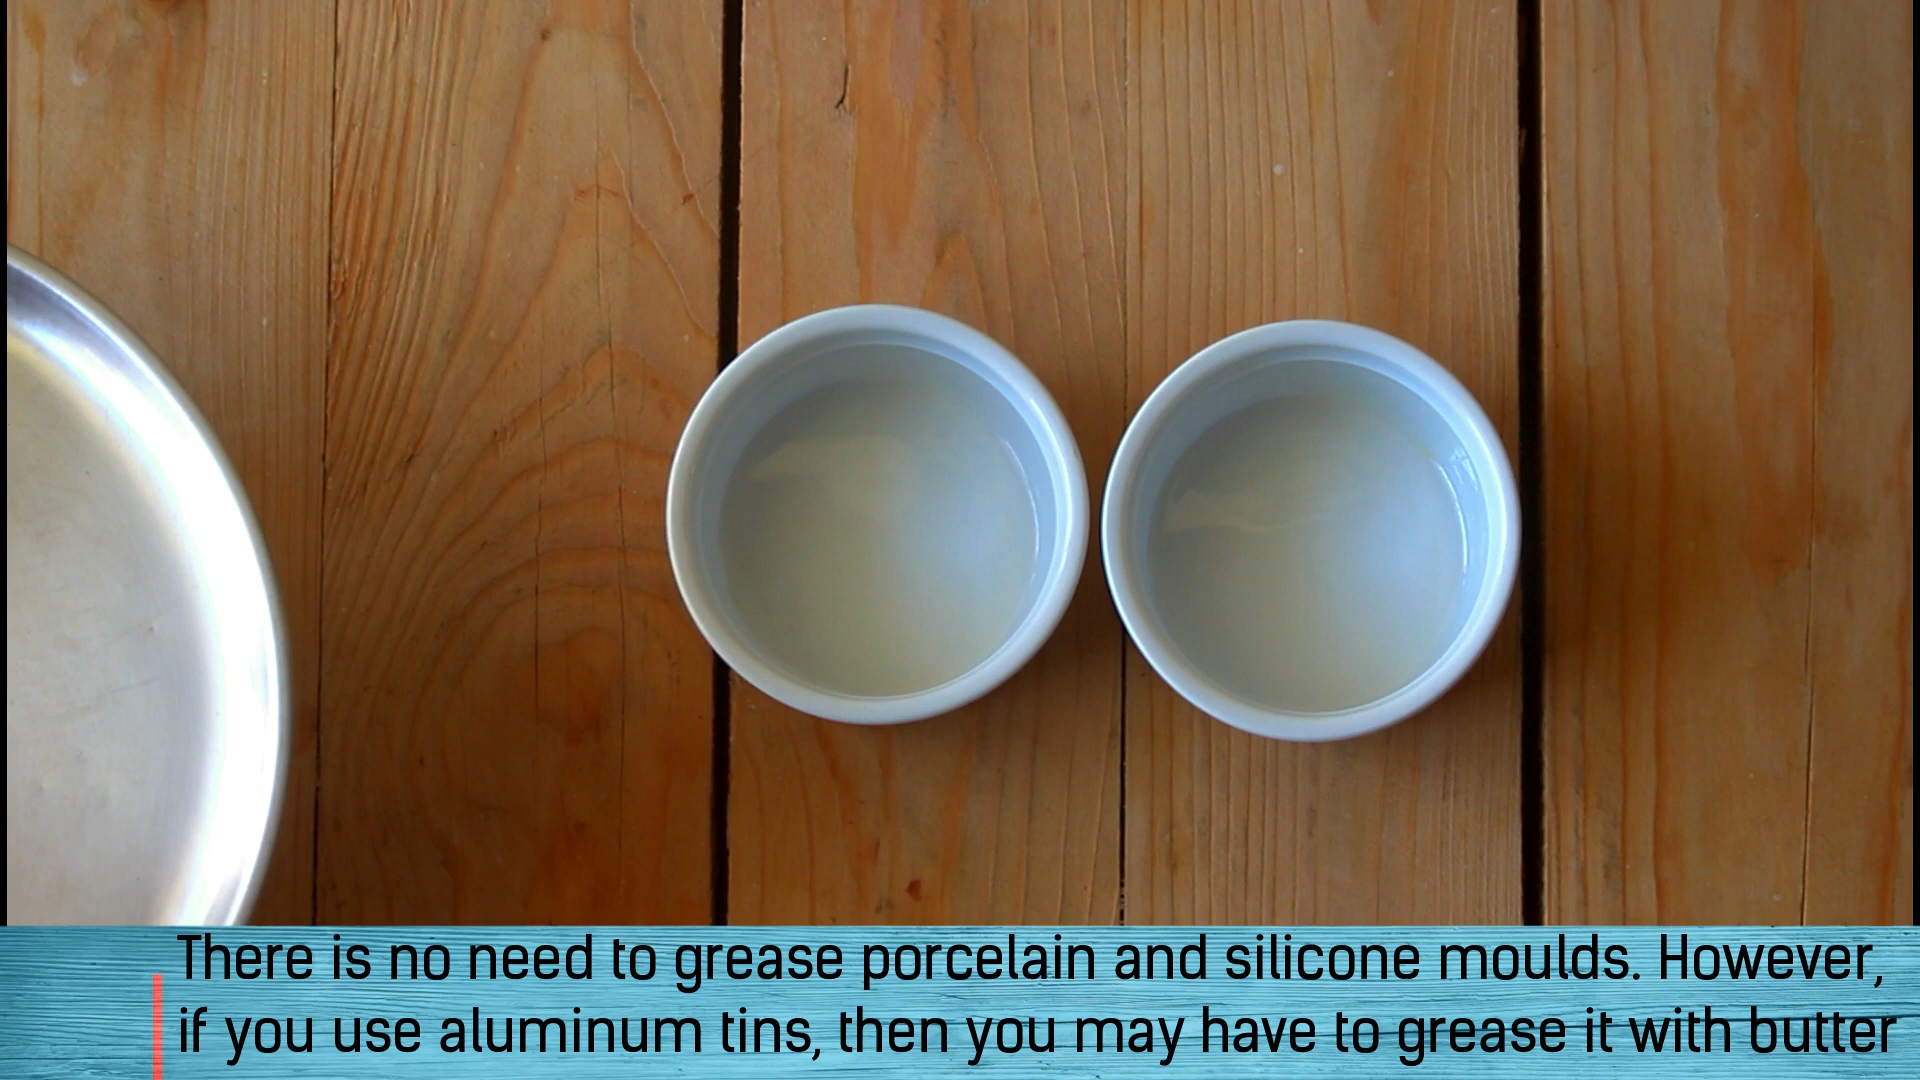 There is no need to grease porcelain and silicone moulds. However,
if you use aluminum tins, then you may have to grease it with butter